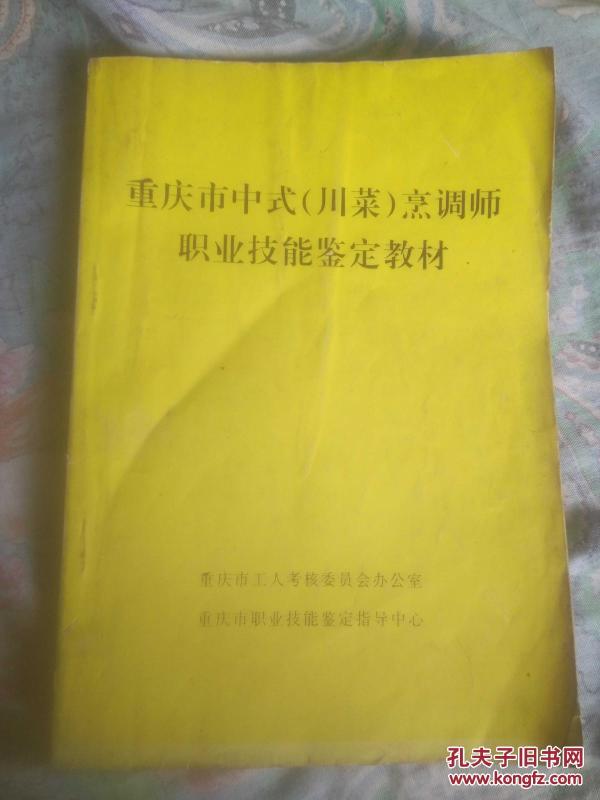 重庆市中式(川菜)烹调师
职业技能鉴定教材
重庆市工人考核委员会办公室
重庆市职业技能鉴定指导中心
孔夫子旧书网
www.kongfz.com